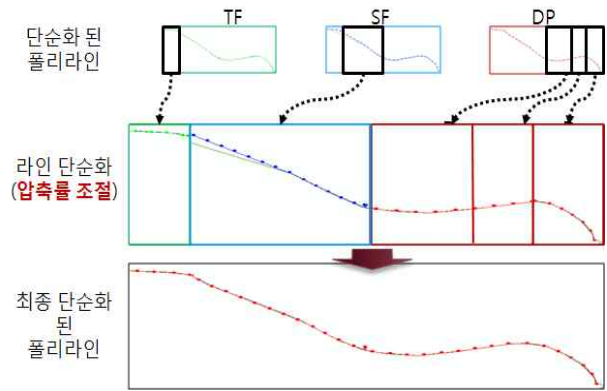 TF SF DP
단순화 된
폴리라인
라인 단순화
(압축률 조절)
최종 단순화
된
폴리라인